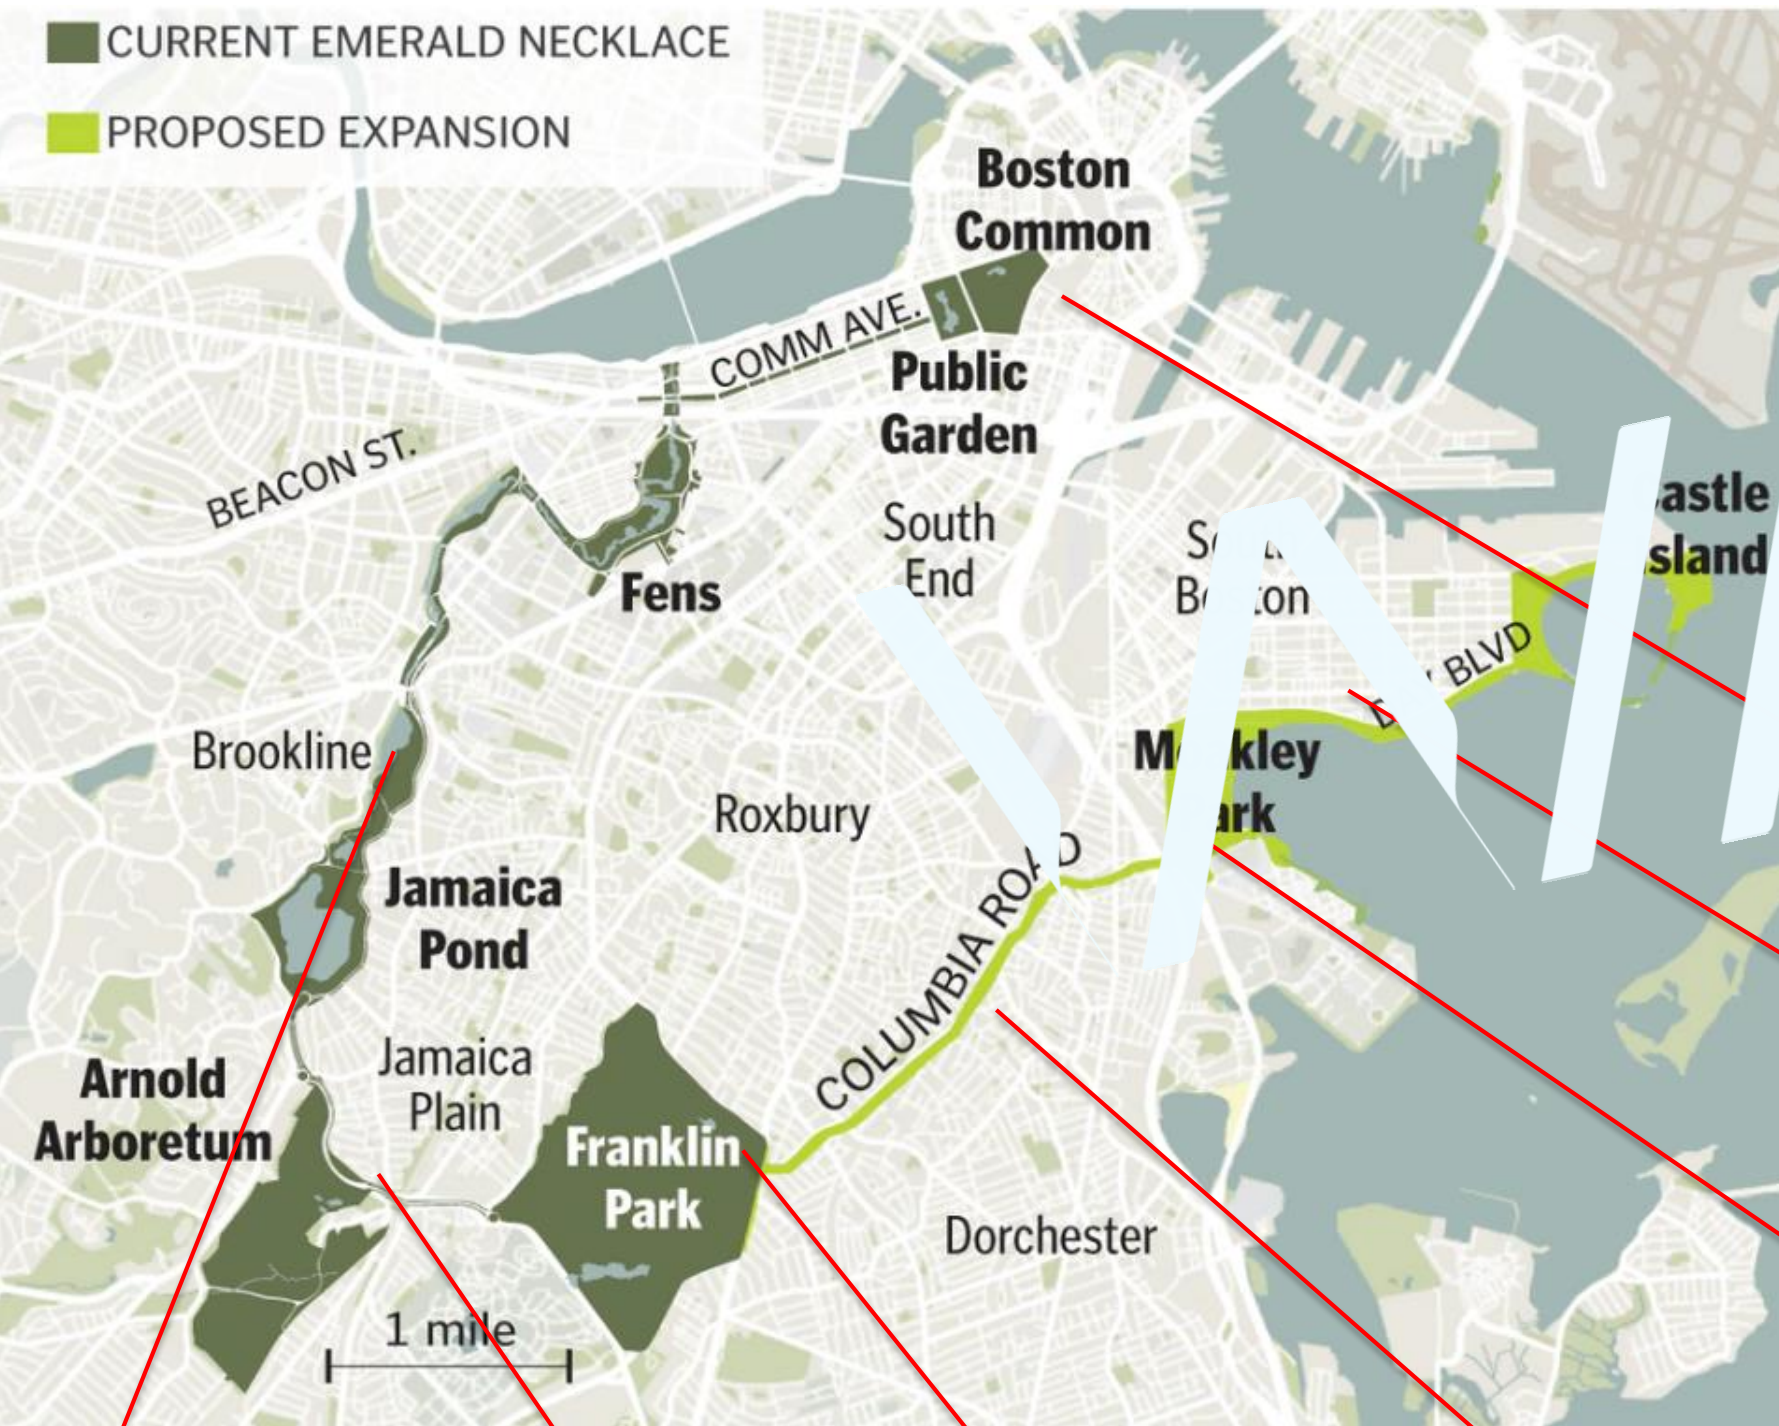 CURRENT EMERALD NECKLACE
PROPOSED EXPANSION
Boston
Common
COMM AVE.
Public
Garden
BEACON ST.
South
End
Fens
Brookline
Roxbury
BLVD
Jamaica
Pond
COLUMBIA ROAD
Arnold
Arboretum
Jamaica
Plain
Franklin
Park
Dorchester
1 mile